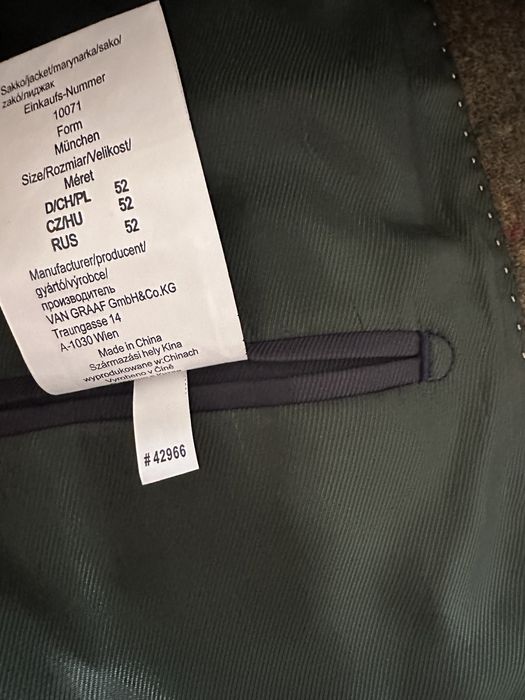 Sakko/jacket/marynarka/sako/
zakó/пиджак
Einkaufs-Nummer
10071
Form
München
Size/Rozmiar/Velikost/
Méret
D/CH/PL 52
CZ/HU 52
RUS 52
Manufacturer/producent/
gyártó/výrobce/
производитель
VAN GRAAF GmbH&Co.KG
Traungasse 14
A-1030 Wien
Made in China
Származási hely Kína
wyprodukowane w:Chinach
Vyrobeno v Číně
#42966